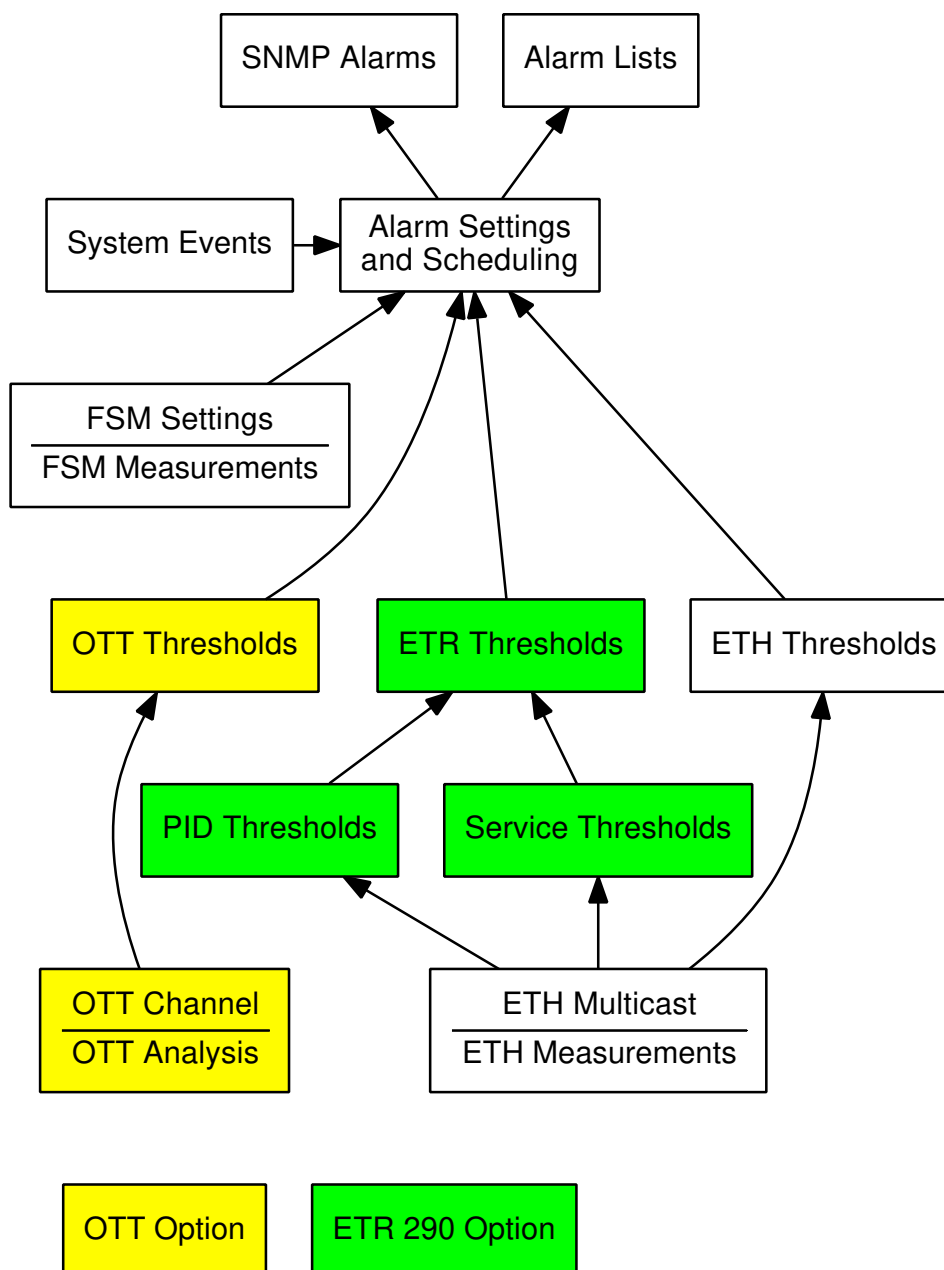 SNMP Alarms
Alarm Lists
System Events
Alarm Settings
and Scheduling
FSM Settings
FSM Measurements
OTT Thresholds
ETR Thresholds
ETH Thresholds
PID Thresholds
Service Thresholds
OTT Channel
OTT Analysis
ETH Multicast
ETH Measurements
OTT Option
ETR 290 Option